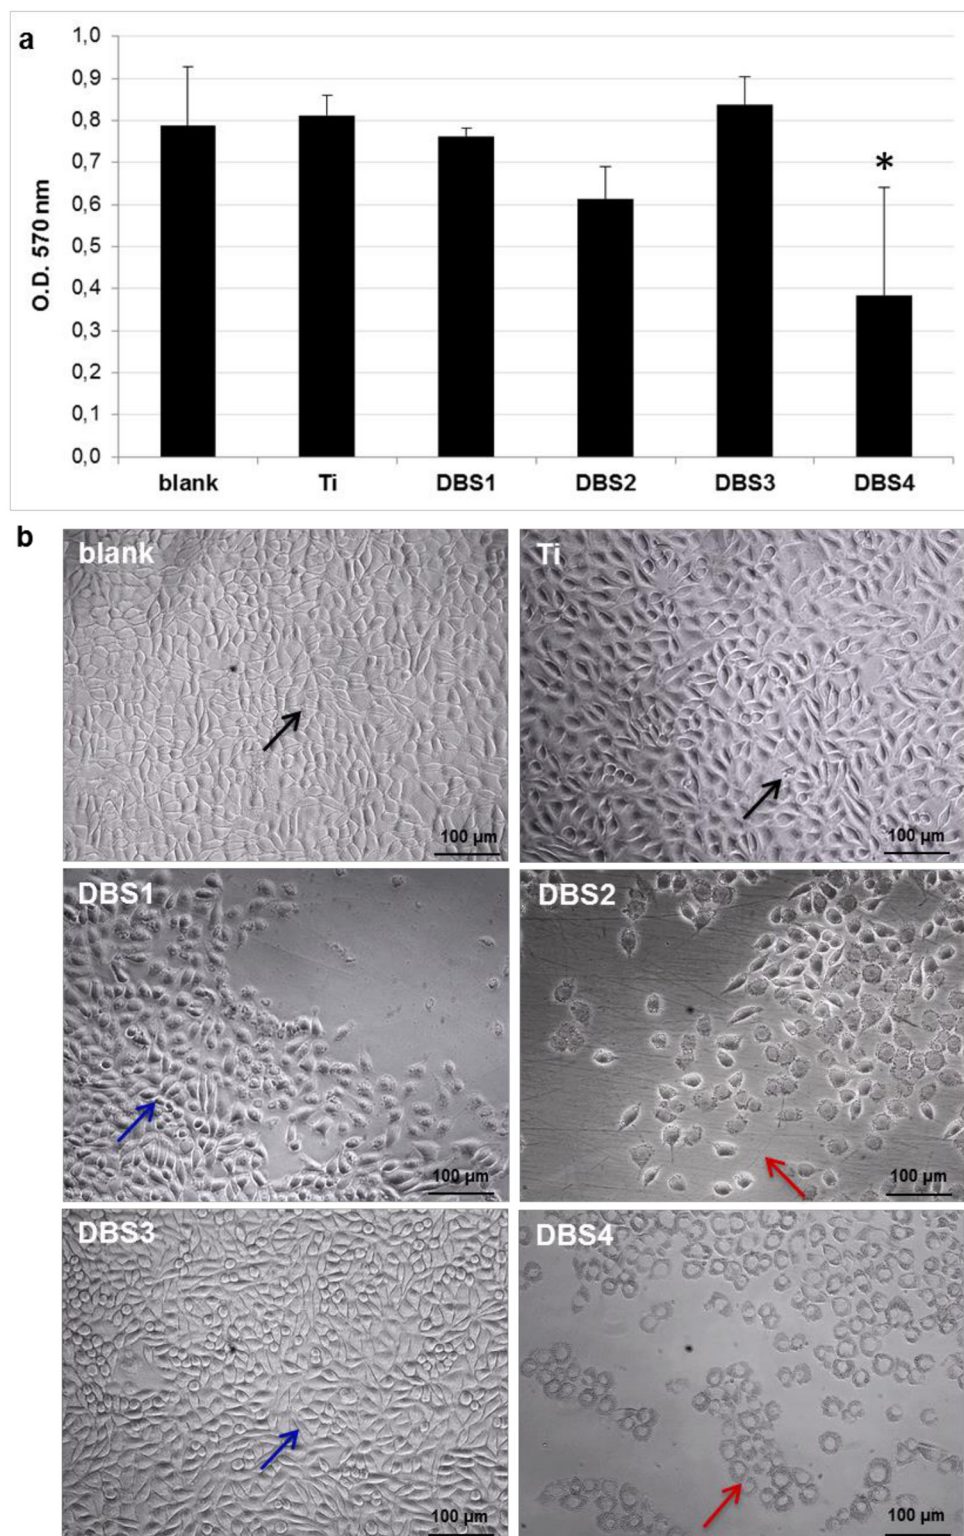 a
1,0
0,9
0,8
0,7
0,6
0,5
0,4
0,3
0,2
0,1
0,0
O.D. 570 nm
*
blank Ti DBS1 DBS2 DBS3 DBS4
b
blank
100 µm
Ti
100 µm
DBS1
100 µm
DBS2
100 µm
DBS3
100 µm
DBS4
100 µm